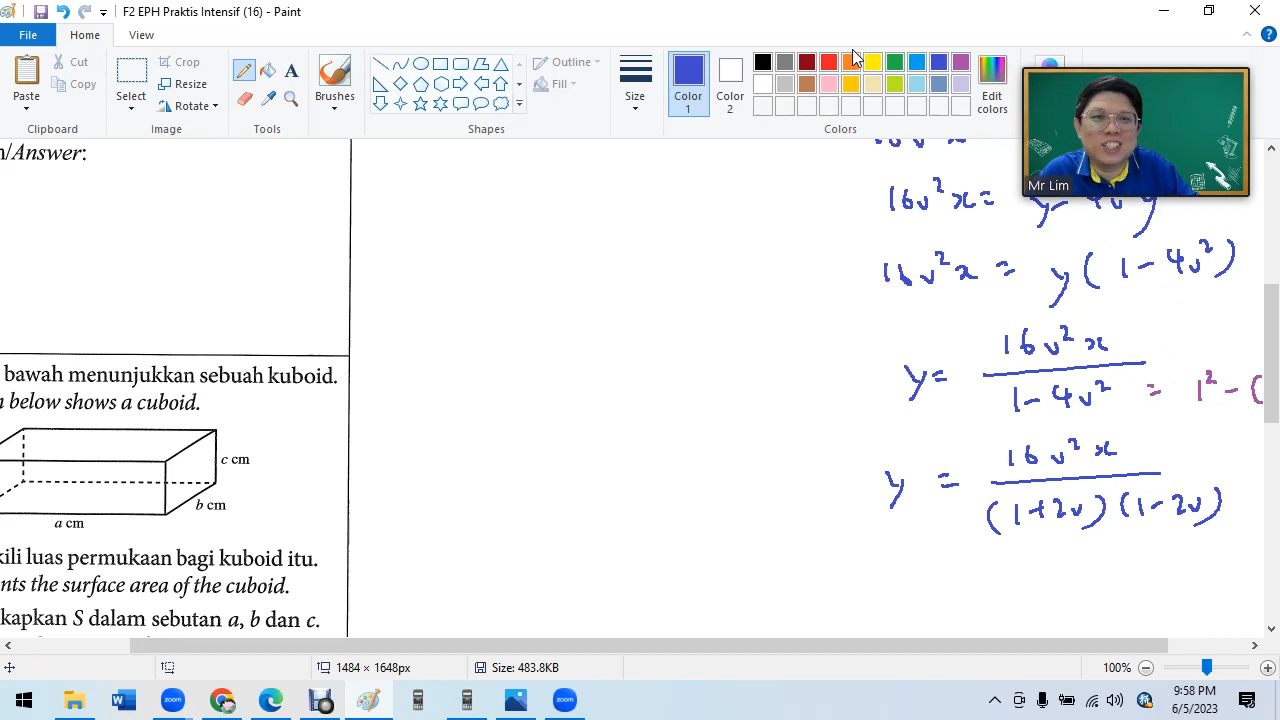 F2 EPH Praktis Intensif (16) - Paint
File Home View
Paste Cut Copy Clipboard
Select Crop Resize Rotate Image
Tools
Brushes
Shapes
Outline Fill
Size
Color 1
Color 2
Edit colors
Colors
Mr Lim
n/Answer:
16v²x = y - 4v²y
16v²x = y(1 - 4v²)
y = 16v²x / 1 - 4v² = 1² - (
y = 16v²x / (1+2v)(1-2v)
bawah menunjukkan sebuah kuboid.
n below shows a cuboid.
c cm
b cm
a cm
kili luas permukaan bagi kuboid itu.
nts the surface area of the cuboid.
kapkan S dalam sebutan a, b dan c.
1484 × 1648px
Size: 483.8KB
100%
zoom
zoom
9:58 PM
6/5/2023